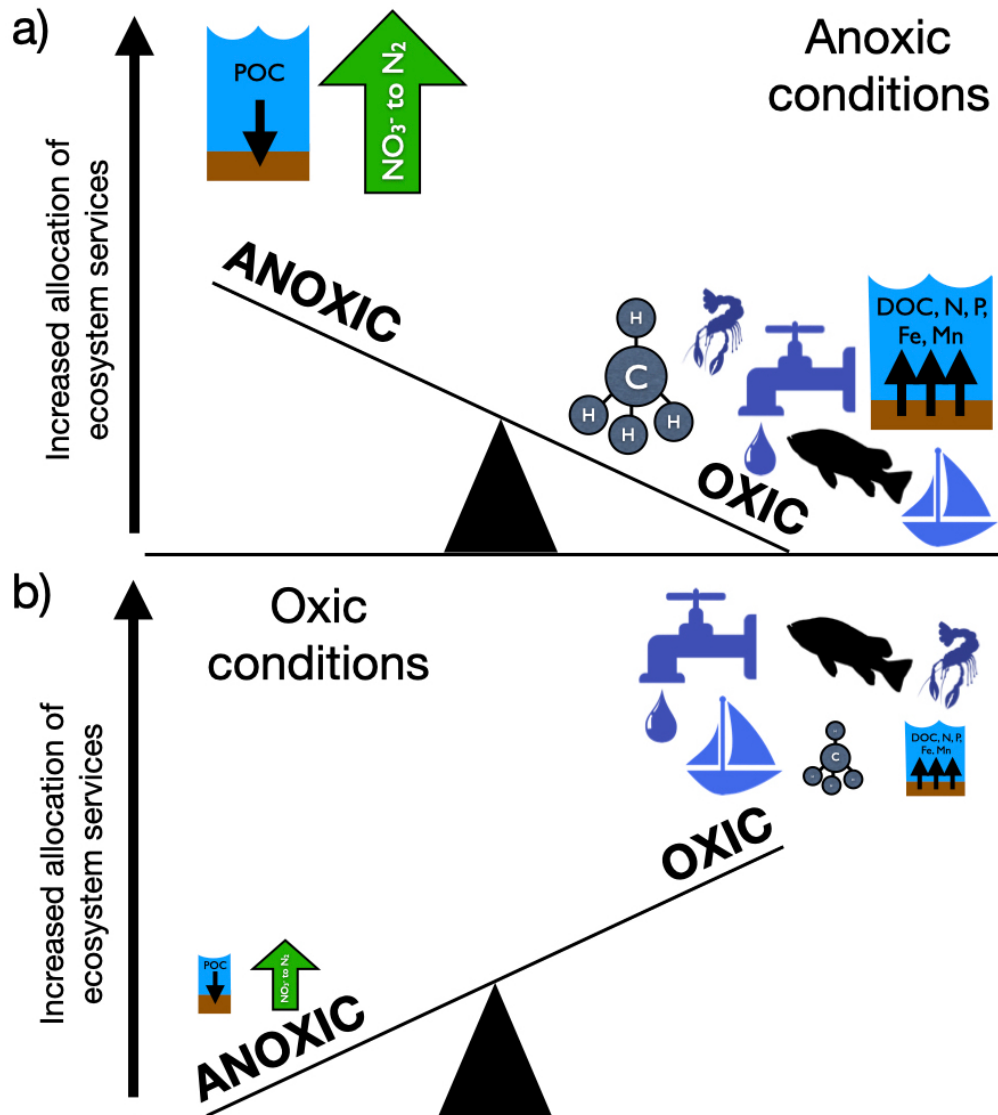 a)
Increased allocation of
ecosystem services
POC
NO₃⁻ to N₂
Anoxic
conditions
ANOXIC
OXIC
H
C
H
H
H
DOC, N, P,
Fe, Mn
b)
Increased allocation of
ecosystem services
Oxic
conditions
POC
NO₃⁻ to N₂
ANOXIC
OXIC
C
DOC, N, P,
Fe, Mn